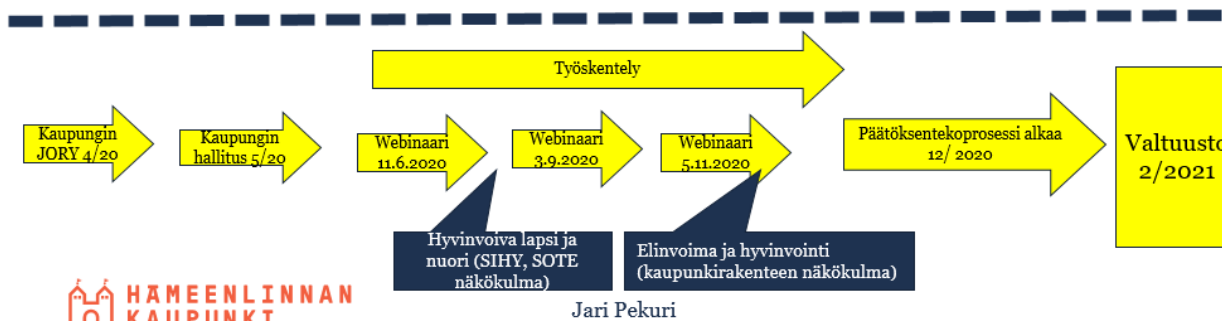 Työskentely
Kaupungin
JORY 4/20
Kaupungin
hallitus 5/20
Webinaari
11.6.2020
Webinaari
3.9.2020
Webinaari
5.11.2020
Päätöksentekoprosessi alkaa
12/ 2020
Valtuusto
2/2021
Hyvinvoiva lapsi ja
nuori (SIHY, SOTE
näkökulma)
Elinvoima ja hyvinvointi
(kaupunkirakenteen näkökulma)
HÄMEENLINNAN
KAUPUNKI
Jari Pekuri